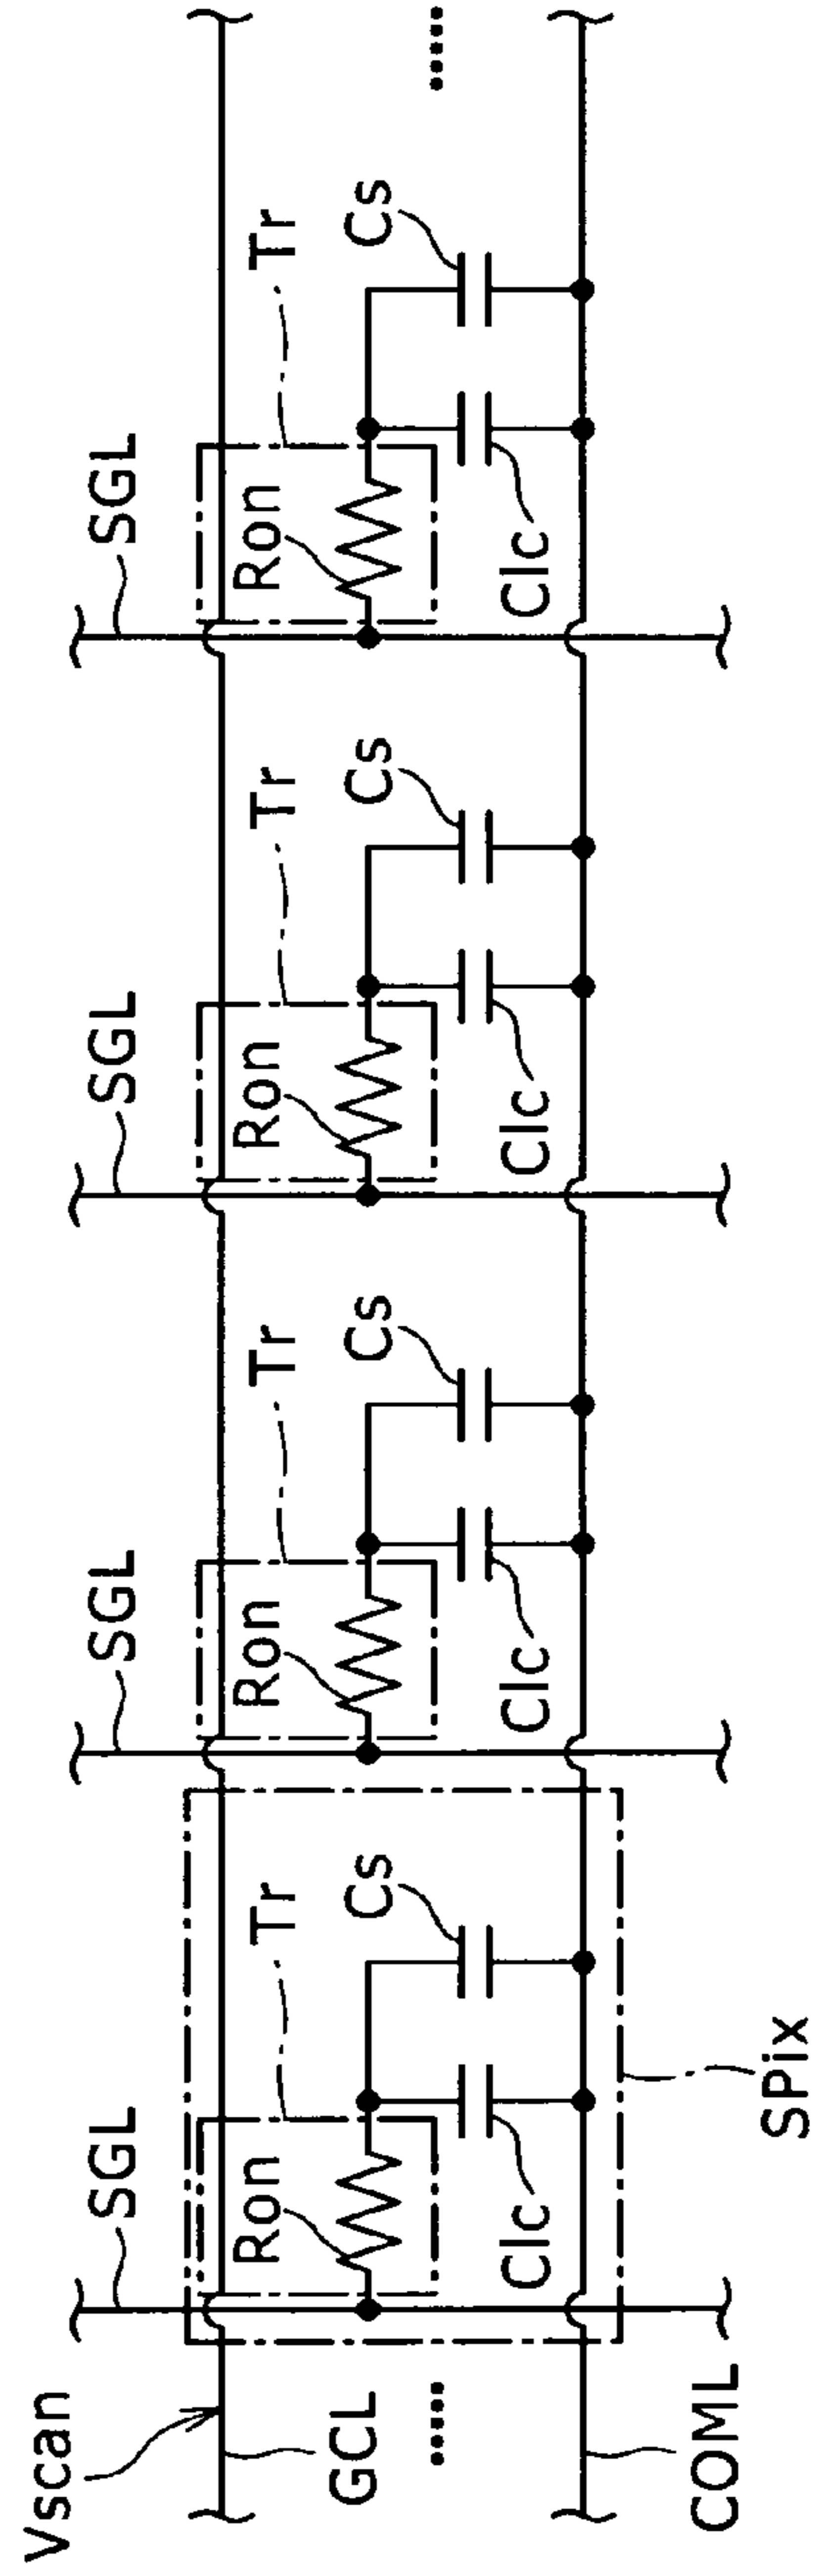 Vscan
GCL
COML
SGL
Ron
Tr
Cs
Clc
SPix
SGL
Ron
Tr
Cs
Clc
SGL
Ron
Tr
Cs
Clc
SGL
Ron
Tr
Cs
Clc